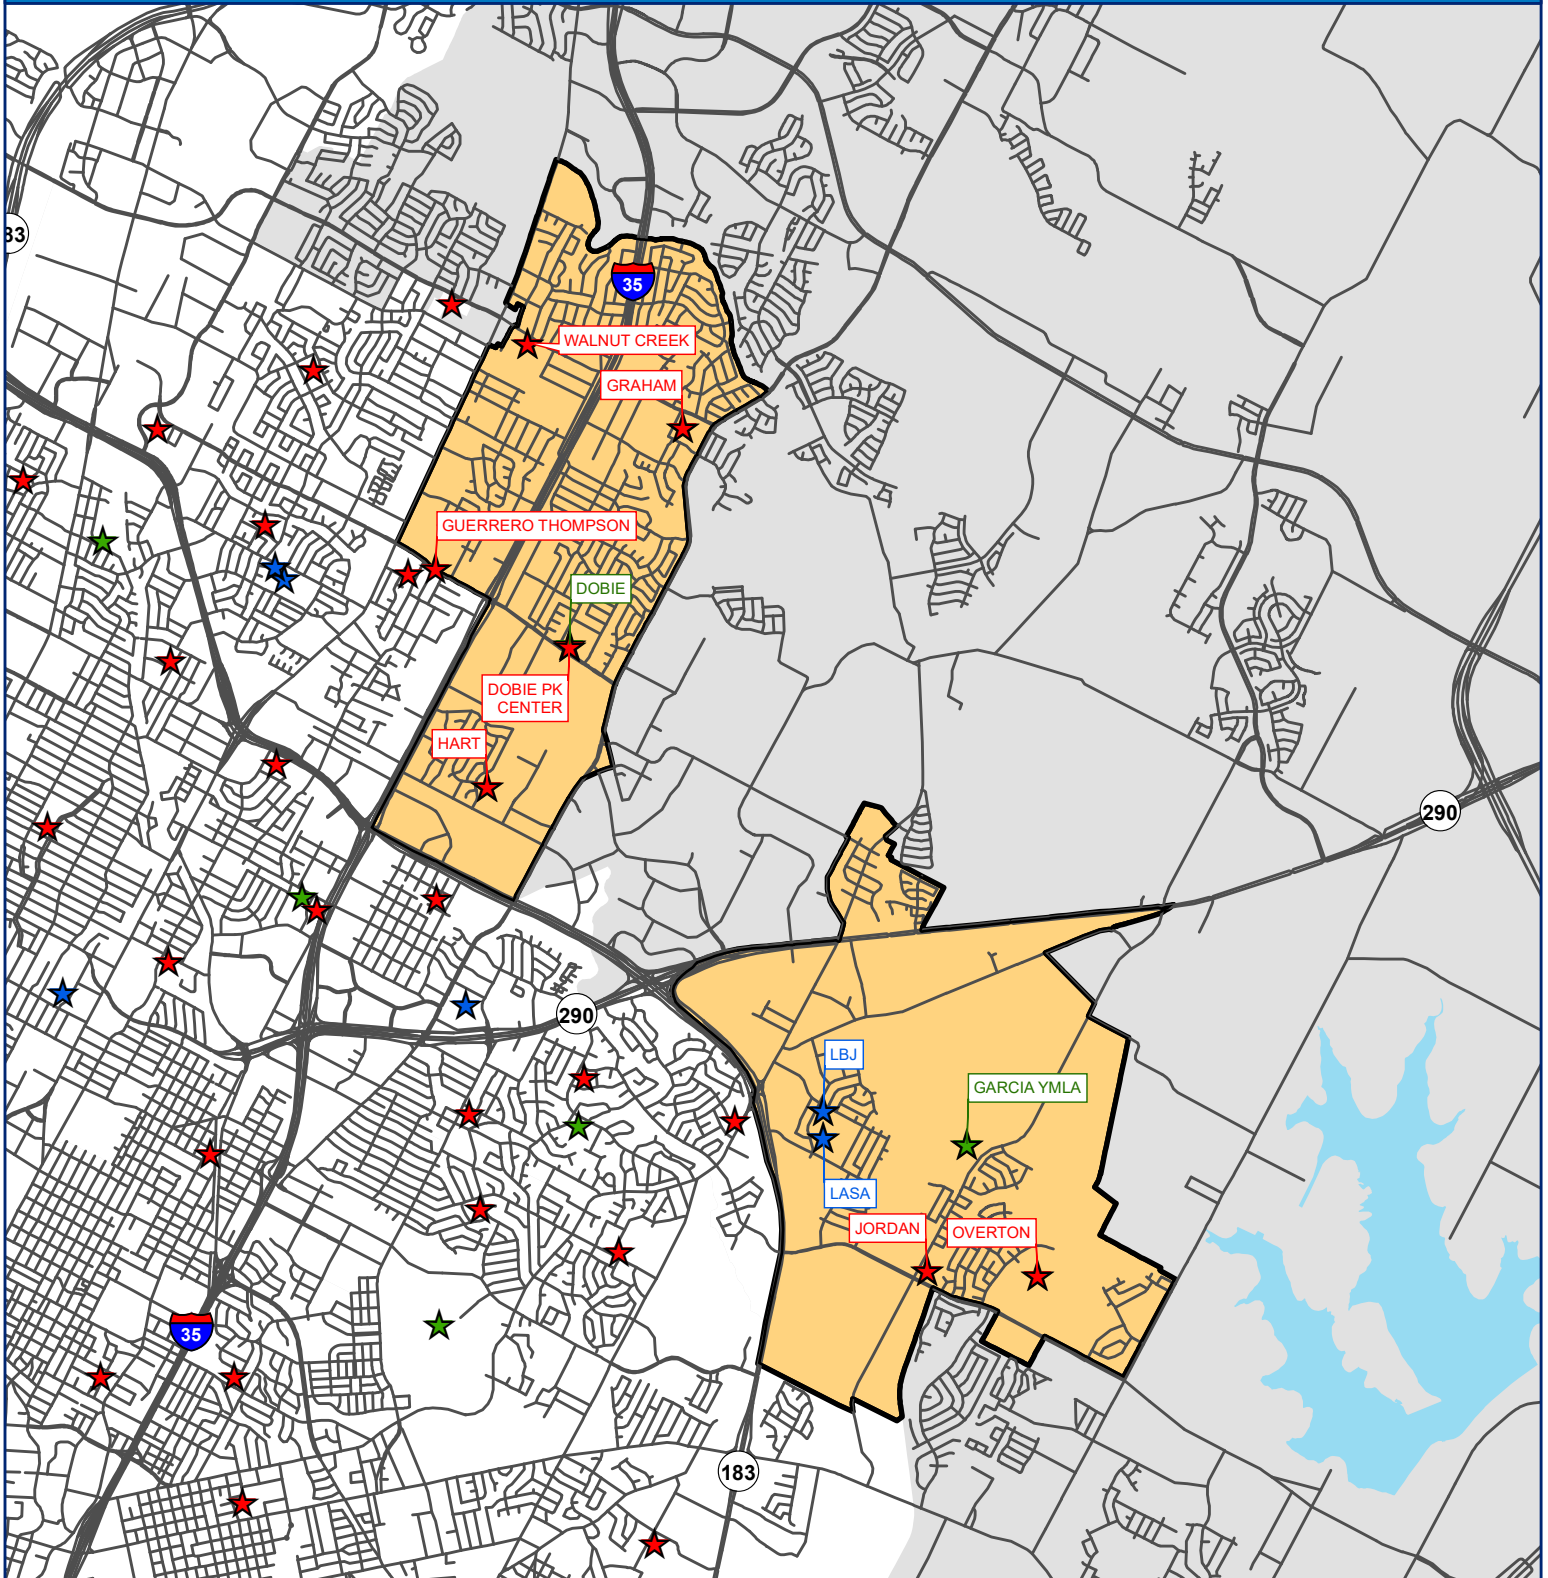 83
35
WALNUT CREEK
GRAHAM
GUERRERO THOMPSON
DOBIE
DOBIE PK
CENTER
HART
290
290
LBJ
GARCIA YMLA
LASA
JORDAN
OVERTON
35
183